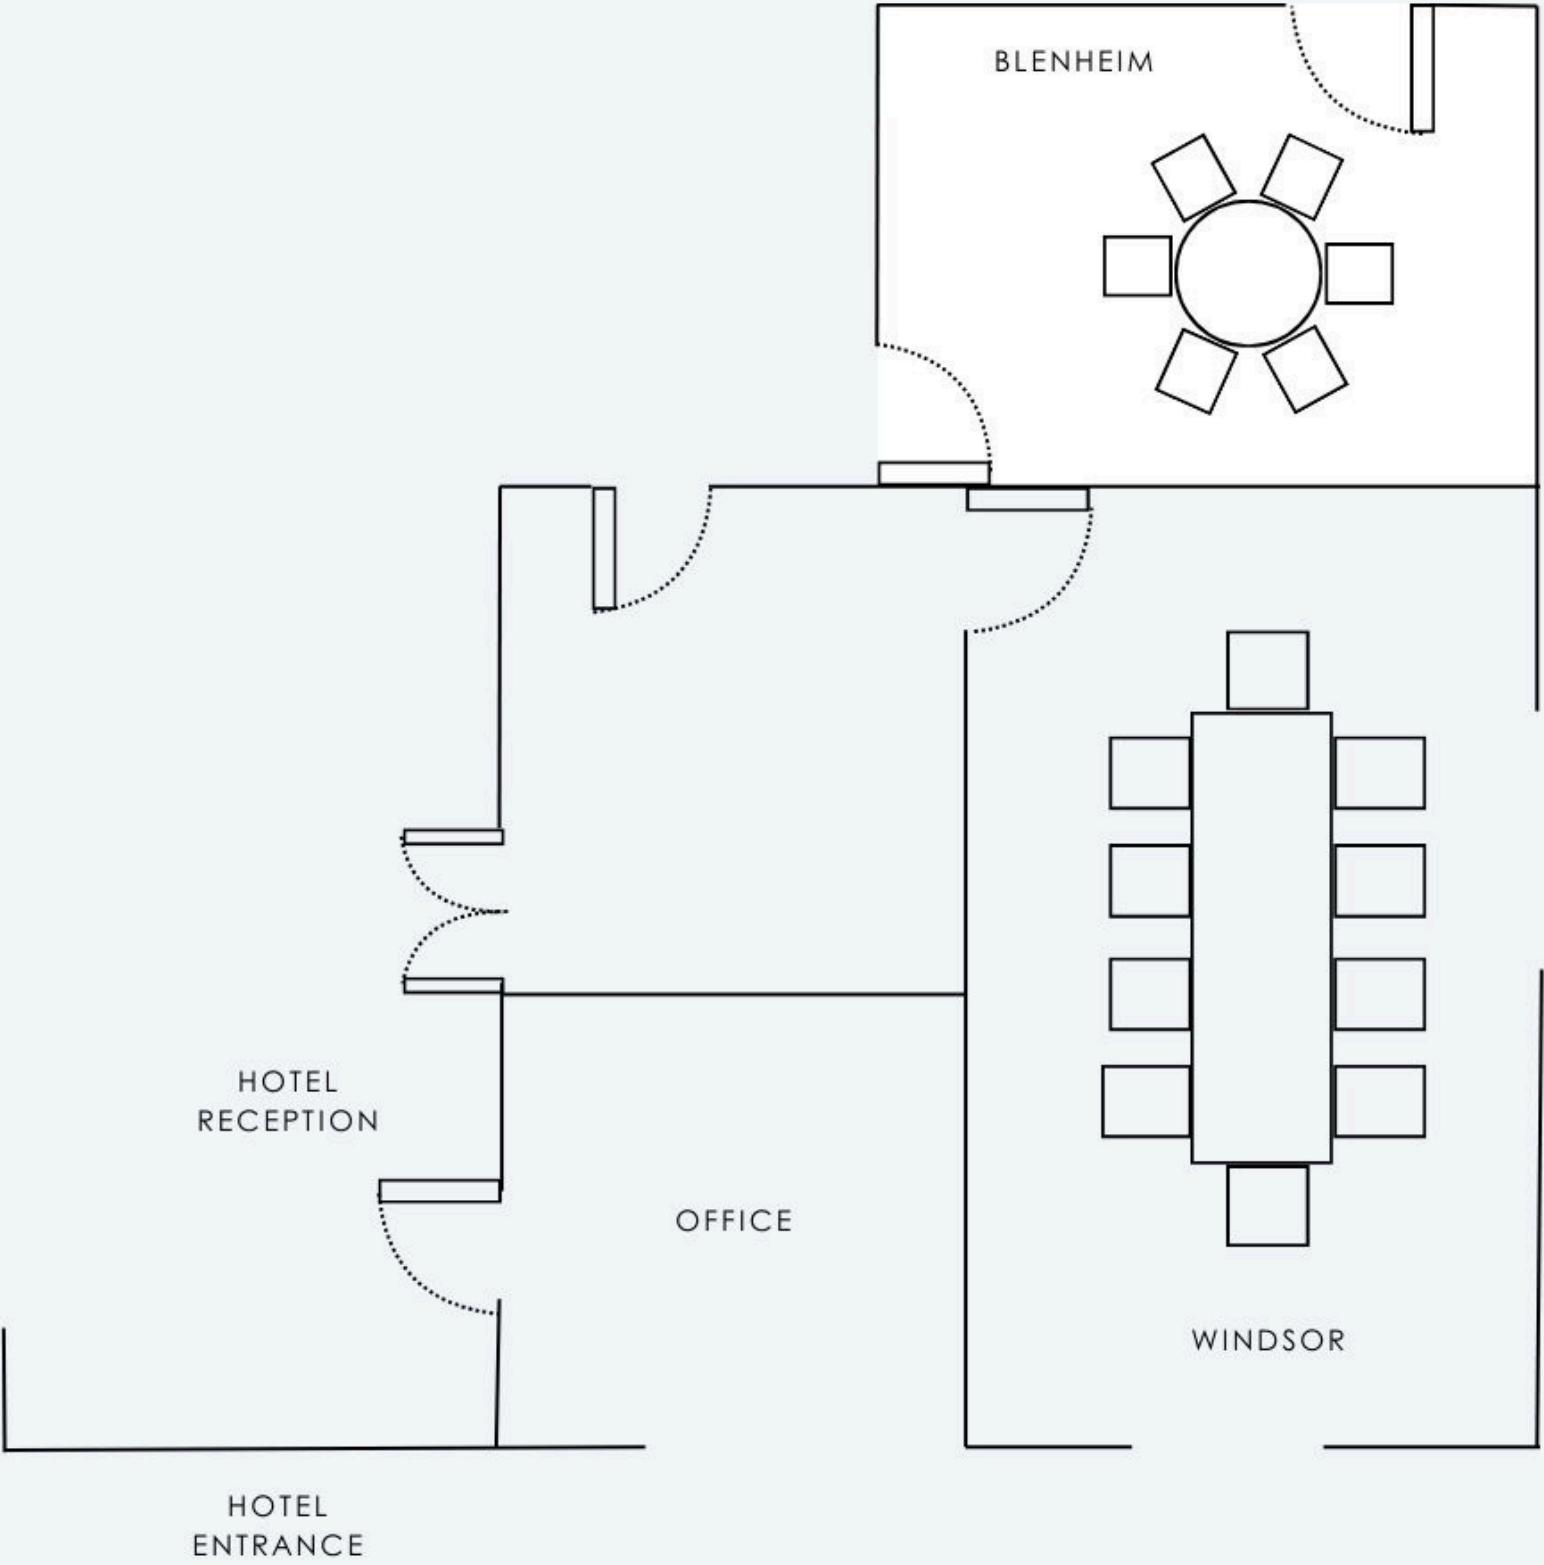 BLENHEIM
HOTEL
RECEPTION
OFFICE
WINDSOR
HOTEL
ENTRANCE